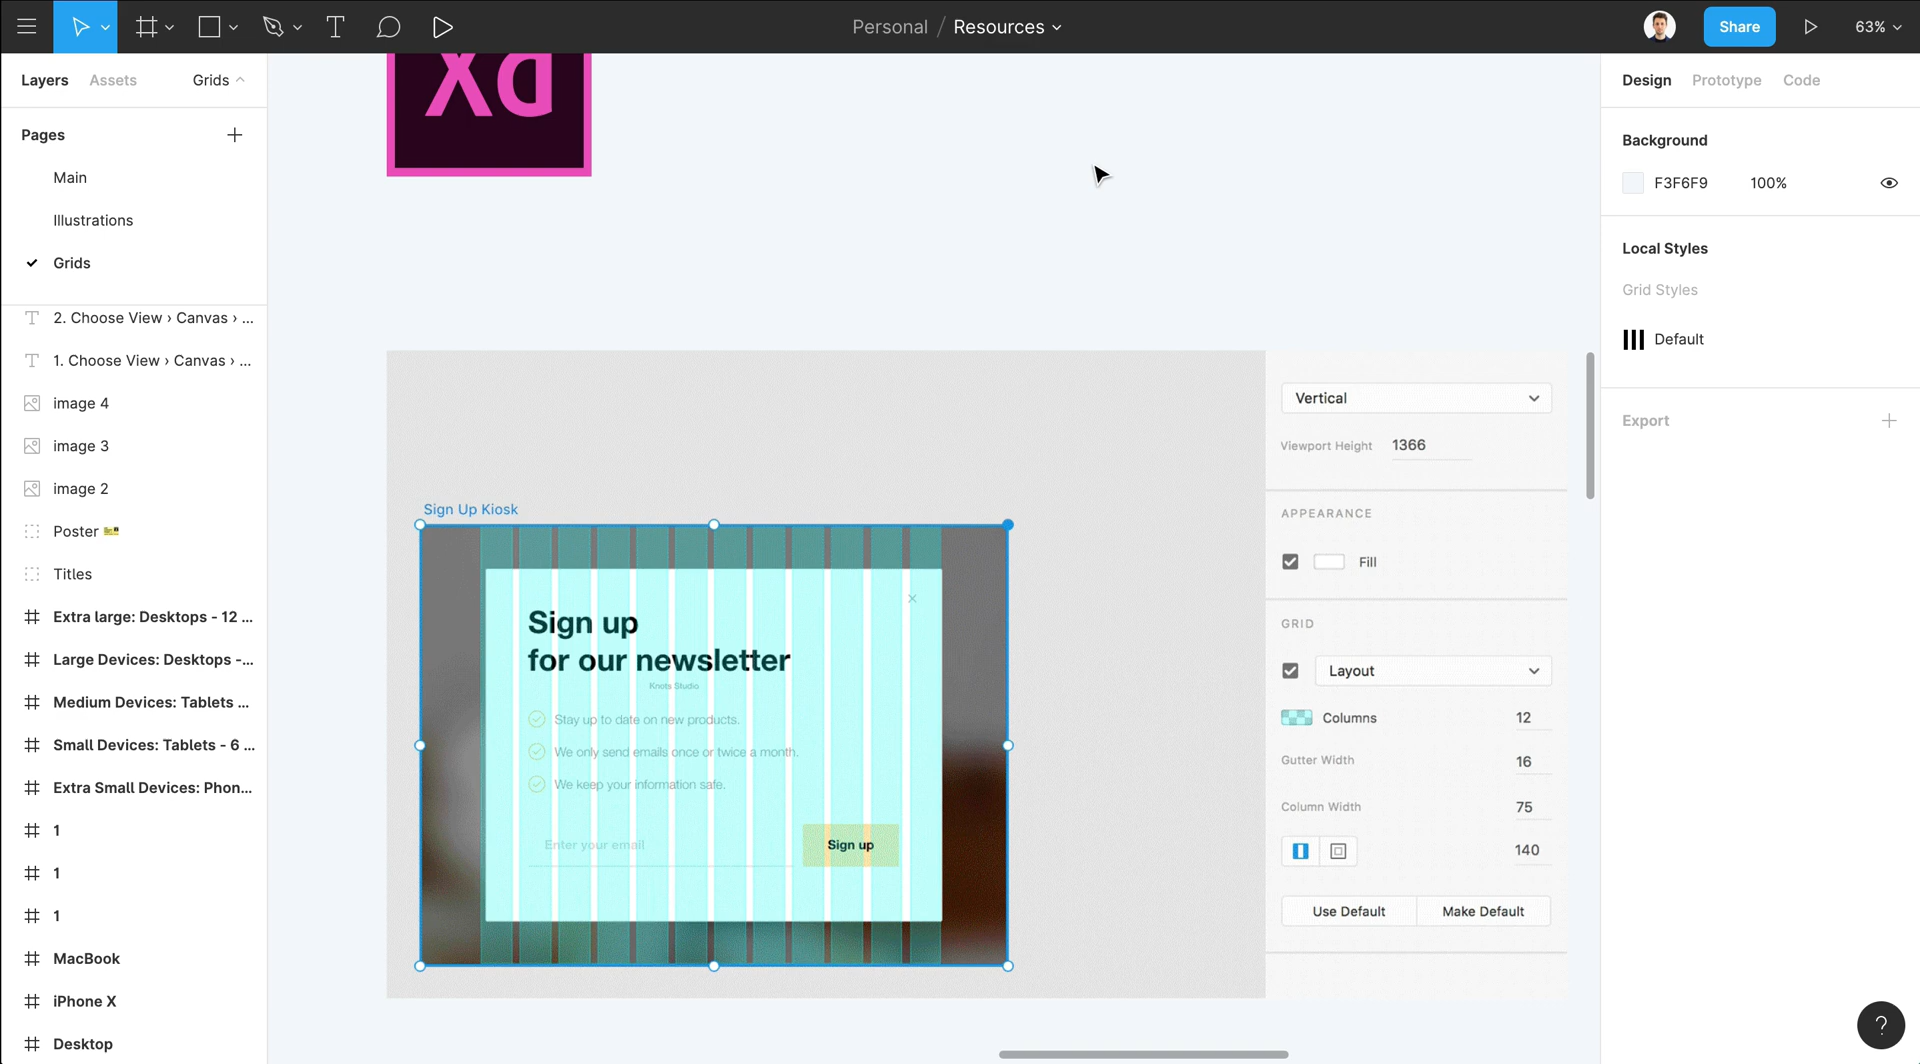 Personal / Resources
Share
63%
Layers
Assets
Grids
Pages
Main
Illustrations
Grids
2. Choose View › Canvas › ...
1. Choose View › Canvas › ...
image 4
image 3
image 2
Poster
Titles
Extra large: Desktops - 12 ...
Large Devices: Desktops -...
Medium Devices: Tablets ...
Small Devices: Tablets - 6 ...
Extra Small Devices: Phon...
1
1
1
MacBook
iPhone X
Desktop
Xd
Sign Up Kiosk
Sign up
for our newsletter
Knots Studio
Stay up to date on new products.
We only send emails once or twice a month.
We keep your information safe.
Enter your email
Sign up
Vertical
Viewport Height 1366
APPEARANCE
Fill
GRID
Layout
Columns 12
Gutter Width 16
Column Width 75
140
Use Default
Make Default
Design
Prototype
Code
Background
F3F6F9 100%
Local Styles
Grid Styles
Default
Export
?